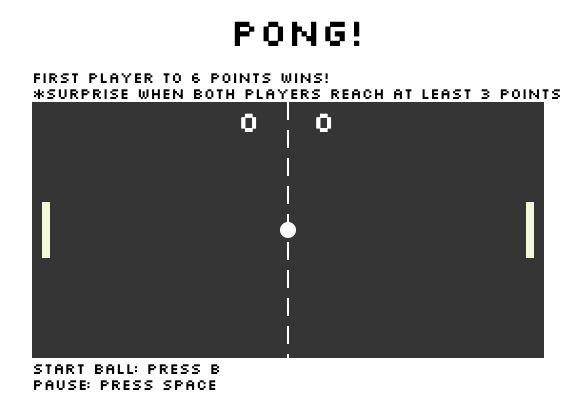 PONG!
FIRST PLAYER TO 6 POINTS WINS!
*SURPRISE WHEN BOTH PLAYERS REACH AT LEAST 3 POINTS
0 0
START BALL: PRESS B
PAUSE: PRESS SPACE